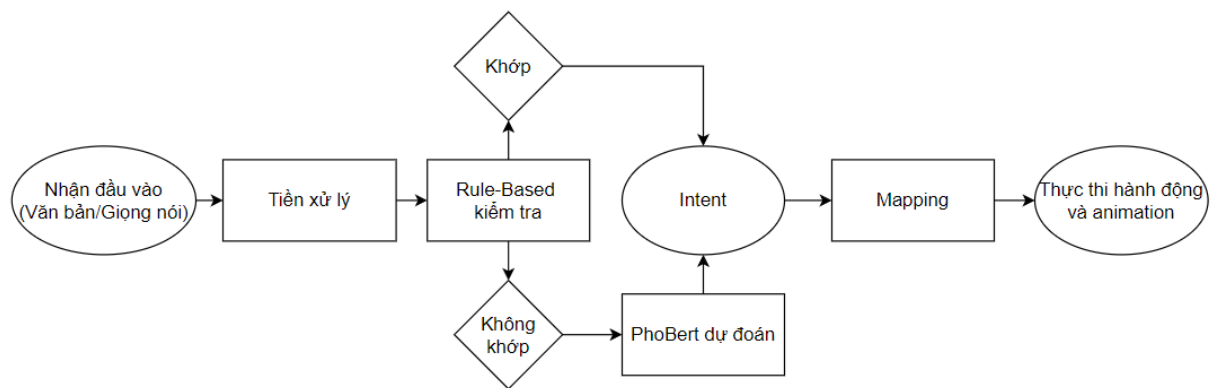 Khớp
Nhận đầu vào
(Văn bản/Giọng nói)
Tiền xử lý
Rule-Based
kiểm tra
Intent
Mapping
Thực thi hành động
và animation
Không
khớp
PhoBert dự đoán